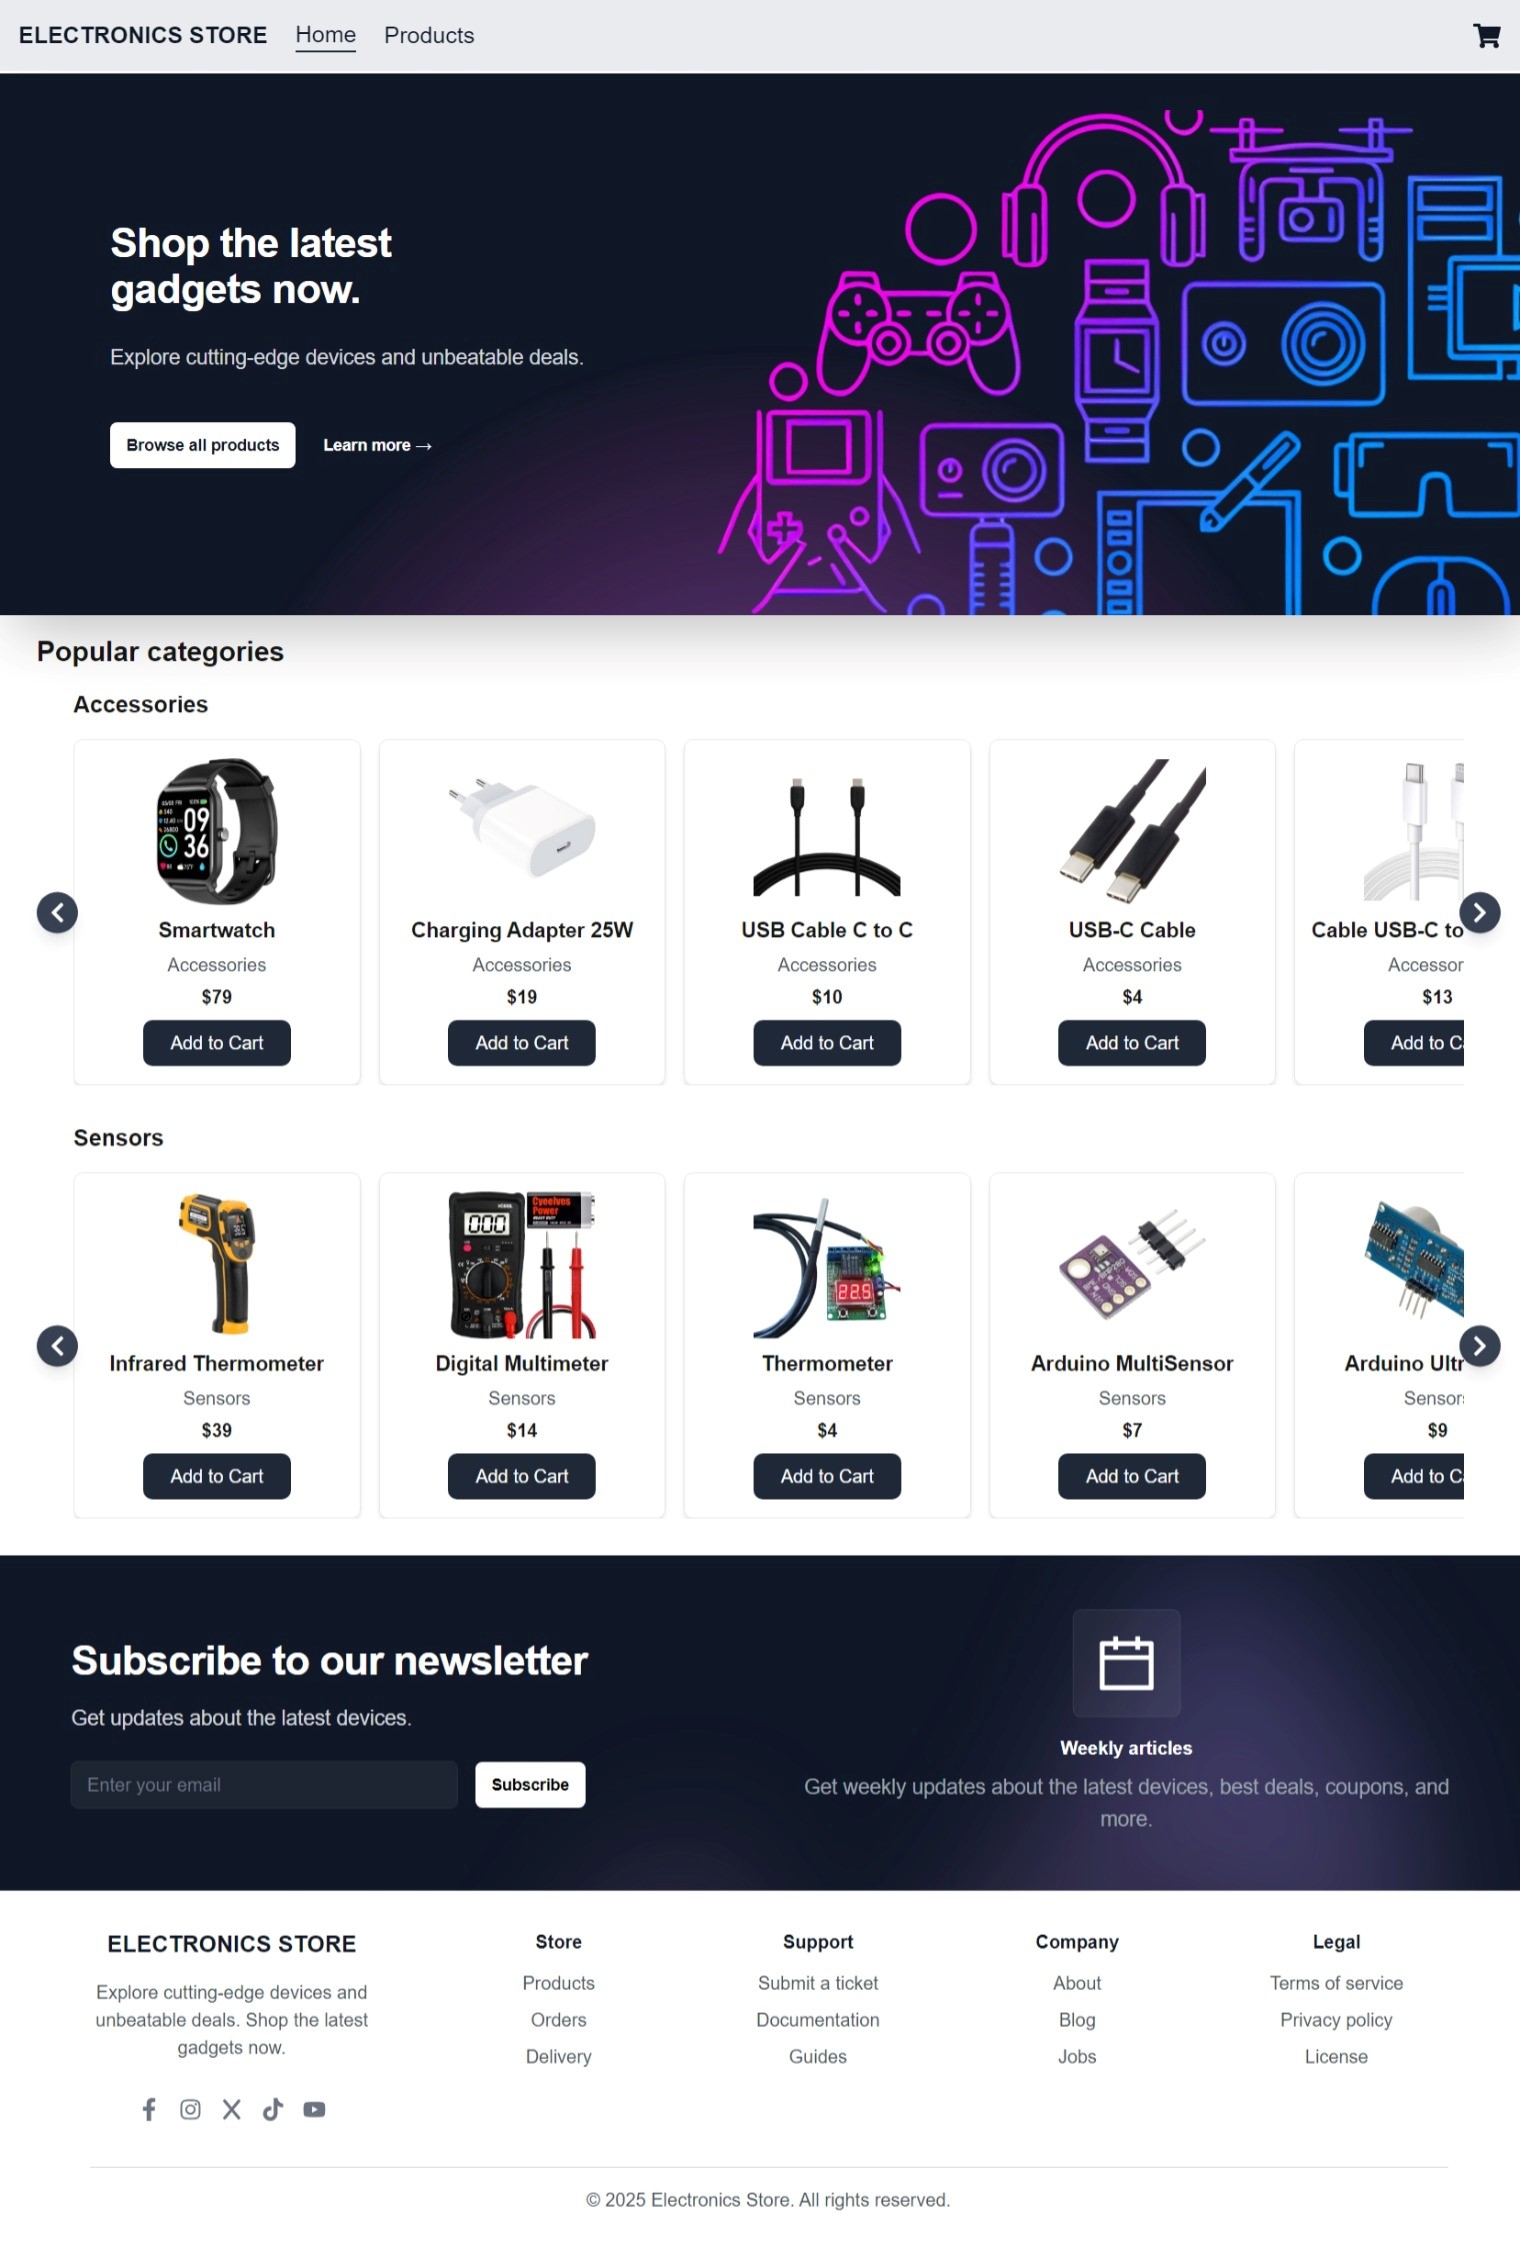 ELECTRONICS STORE Home Products
Shop the latest
gadgets now.
Explore cutting-edge devices and unbeatable deals.
Browse all products Learn more →
Popular categories
Accessories
09
36
Smartwatch
Accessories
$79
Add to Cart
Charging Adapter 25W
Accessories
$19
Add to Cart
USB Cable C to C
Accessories
$10
Add to Cart
USB-C Cable
Accessories
$4
Add to Cart
Cable USB-C to
Accessor
$13
Add to C
Sensors
Infrared Thermometer
Sensors
$39
Add to Cart
000
Cyeelves
Power
Digital Multimeter
Sensors
$14
Add to Cart
Thermometer
Sensors
$4
Add to Cart
Arduino MultiSensor
Sensors
$7
Add to Cart
Arduino Ultr
Sensor
$9
Add to C
Subscribe to our newsletter
Get updates about the latest devices.
Enter your email Subscribe
Weekly articles
Get weekly updates about the latest devices, best deals, coupons, and
more.
ELECTRONICS STORE
Explore cutting-edge devices and
unbeatable deals. Shop the latest
gadgets now.
Store
Products
Orders
Delivery
Support
Submit a ticket
Documentation
Guides
Company
About
Blog
Jobs
Legal
Terms of service
Privacy policy
License
© 2025 Electronics Store. All rights reserved.